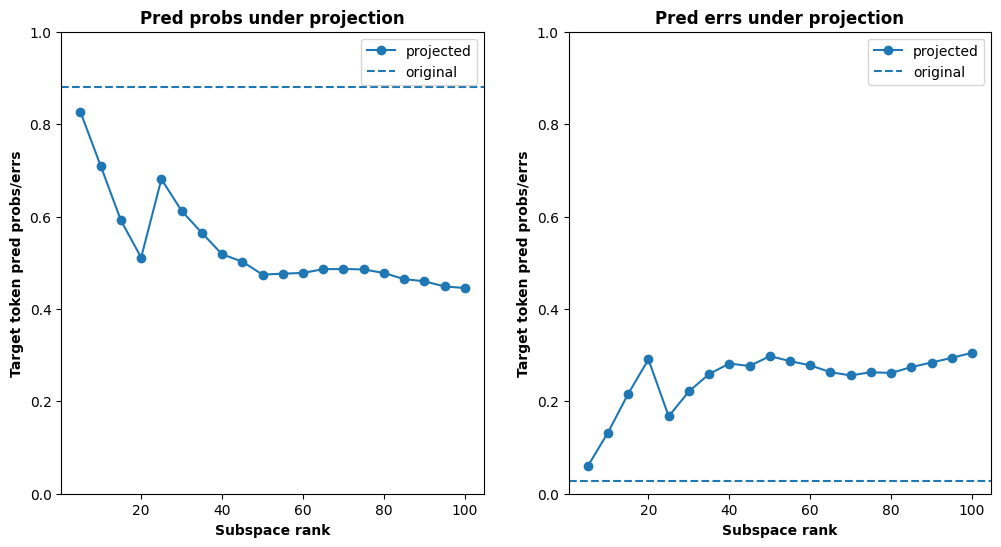 Pred probs under projection
projected
original
Target token pred probs/errs
1.0
0.8
0.6
0.4
0.2
0.0
20
40
60
80
100
Subspace rank
Pred errs under projection
projected
original
Target token pred probs/errs
1.0
0.8
0.6
0.4
0.2
0.0
20
40
60
80
100
Subspace rank